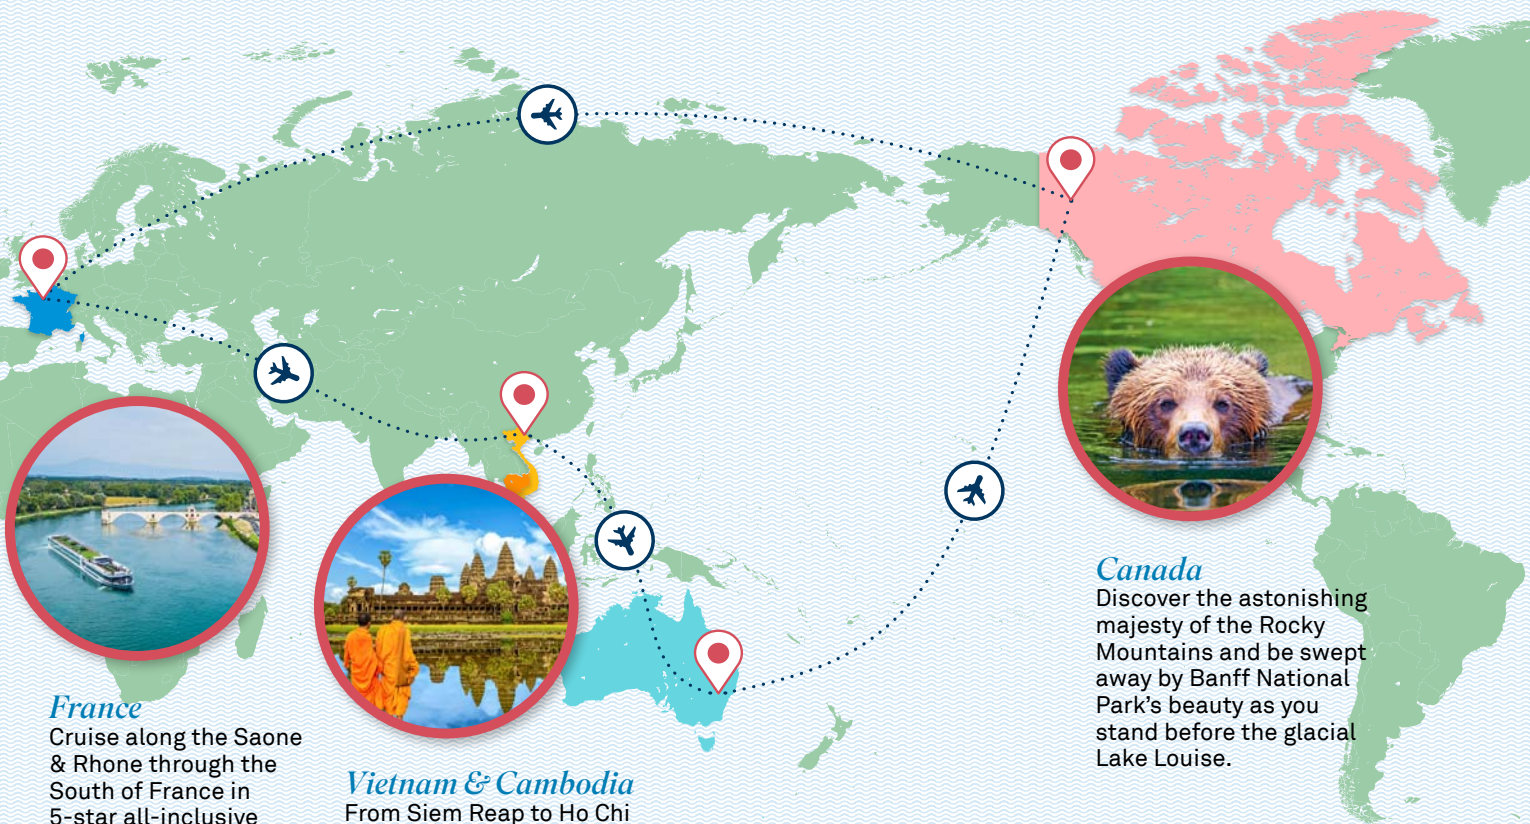 France
Cruise along the Saone
& Rhone through the
South of France in
5-star all-inclusive
Vietnam & Cambodia
From Siem Reap to Ho Chi
Canada
Discover the astonishing
majesty of the Rocky
Mountains and be swept
away by Banff National
Park’s beauty as you
stand before the glacial
Lake Louise.